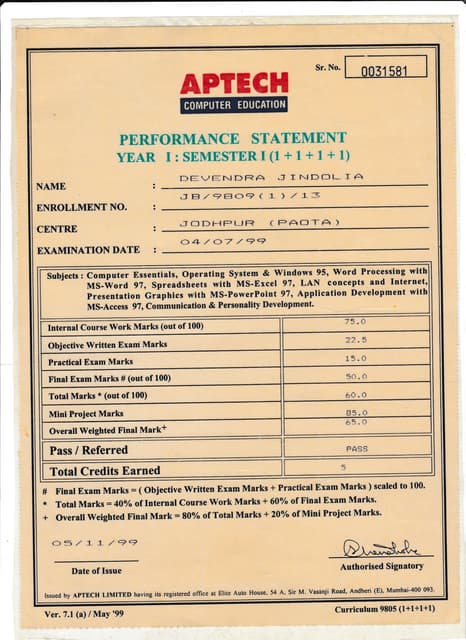 Sr. No. 0031581
APTECH
COMPUTER EDUCATION
PERFORMANCE STATEMENT
YEAR I : SEMESTER I (1 + 1 + 1 + 1)
NAME : DEVENDRA JINDOLIA
ENROLLMENT NO. : JB/9809(1)/13
CENTRE : JODHPUR (PAOTA)
EXAMINATION DATE : 04/07/99
Subjects : Computer Essentials, Operating System & Windows 95, Word Processing with
MS-Word 97, Spreadsheets with MS-Excel 97, LAN concepts and Internet,
Presentation Graphics with MS-PowerPoint 97, Application Development with
MS-Access 97, Communication & Personality Development.
Internal Course Work Marks (out of 100) 75.0
Objective Written Exam Marks 22.5
Practical Exam Marks 15.0
Final Exam Marks # (out of 100) 50.0
Total Marks * (out of 100) 60.0
Mini Project Marks 85.0
Overall Weighted Final Mark+ 65.0
Pass / Referred PASS
Total Credits Earned 5
# Final Exam Marks = ( Objective Written Exam Marks + Practical Exam Marks ) scaled to 100.
* Total Marks = 40% of Internal Course Work Marks + 60% of Final Exam Marks.
+ Overall Weighted Final Mark = 80% of Total Marks + 20% of Mini Project Marks.
05/11/99
Date of Issue
Authorised Signatory
Issued by APTECH LIMITED having its registered office at Elite Auto House, 54 A, Sir M. Vasanji Road, Andheri (E), Mumbai-400 093.
Ver. 7.1 (a) / May '99
Curriculum 9805 (1+1+1+1)